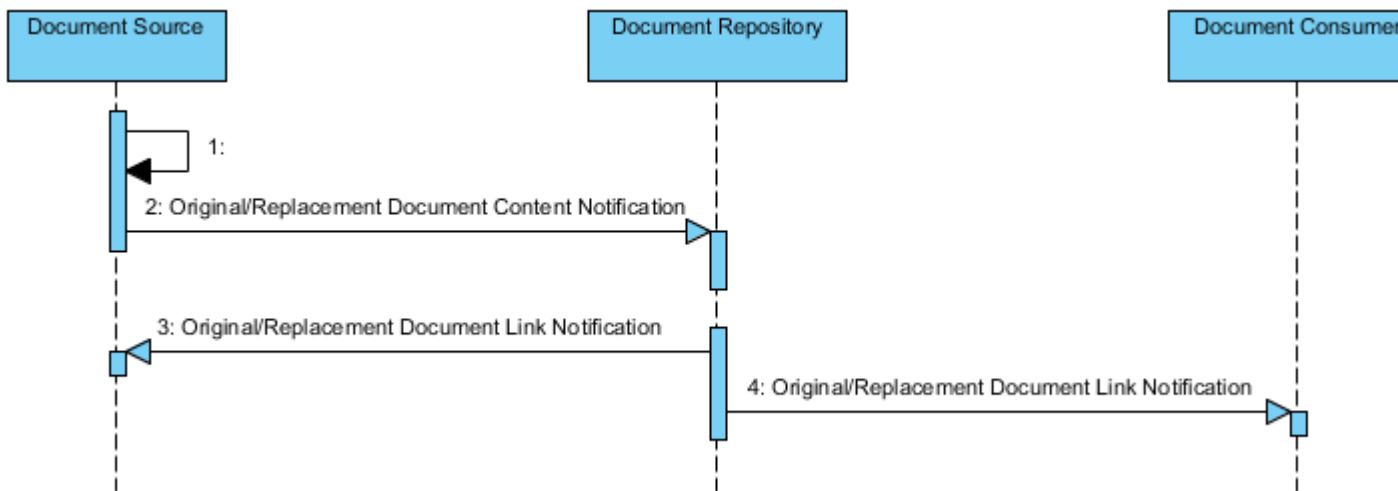 Document Source
Document Repository
Document Consumer
1:
2: Original/Replacement Document Content Notification
3: Original/Replacement Document Link Notification
4: Original/Replacement Document Link Notification